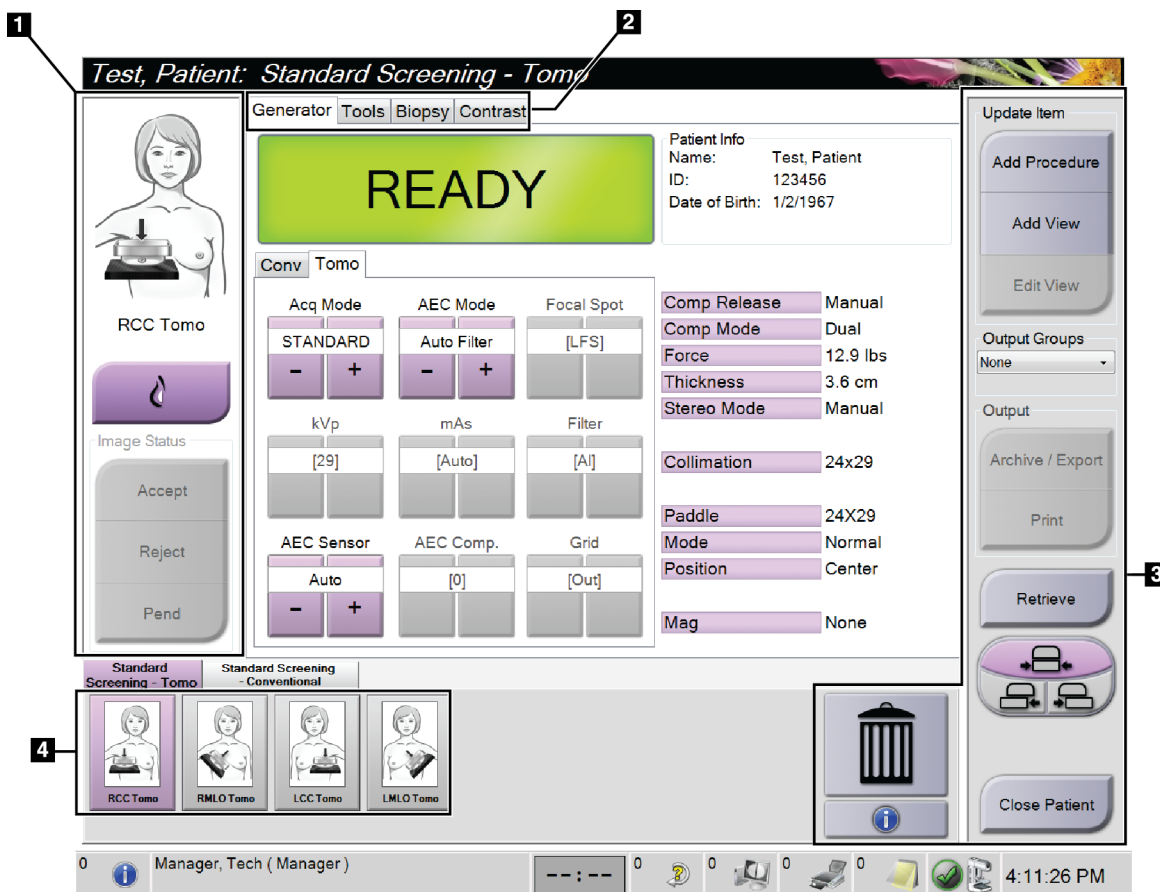 1
2
Test, Patient: Standard Screening - Tomo
Generator Tools Biopsy Contrast
READY
Patient Info
Name: Test, Patient
ID: 123456
Date of Birth: 1/2/1967
Update Item
Add Procedure
Add View
Edit View
RCC Tomo
Conv Tomo
Acq Mode AEC Mode Focal Spot
STANDARD Auto Filter [LFS]
- + - +
kVp mAs Filter
[29] [Auto] [Al]
AEC Sensor AEC Comp. Grid
Auto [0] [Out]
- +
Comp Release Manual
Comp Mode Dual
Force 12.9 lbs
Thickness 3.6 cm
Stereo Mode Manual
Collimation 24x29
Paddle 24X29
Mode Normal
Position Center
Mag None
Output Groups
None
Output
Archive / Export
Print
Image Status
Accept
Reject
Pend
3
Retrieve
Standard
Screening - Tomo
Standard Screening
- Conventional
4
RCC Tomo RMLO Tomo LCC Tomo LMLO Tomo
Close Patient
0 Manager, Tech ( Manager ) --:-- 0 0 0 0 4:11:26 PM